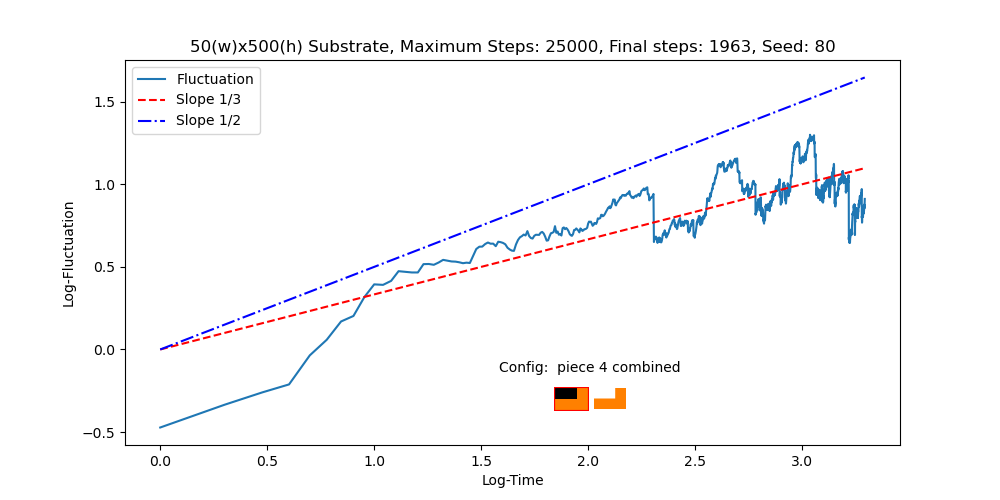 50(w)x500(h) Substrate, Maximum Steps: 25000, Final steps: 1963, Seed: 80
Fluctuation
Slope 1/3
Slope 1/2
1.5
1.0
0.5
0.0
−0.5
Log-Fluctuation
Config:  piece 4 combined
0.0 0.5 1.0 1.5 2.0 2.5 3.0
Log-Time